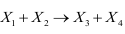 X₁ + X₂ → X₃ + X₄